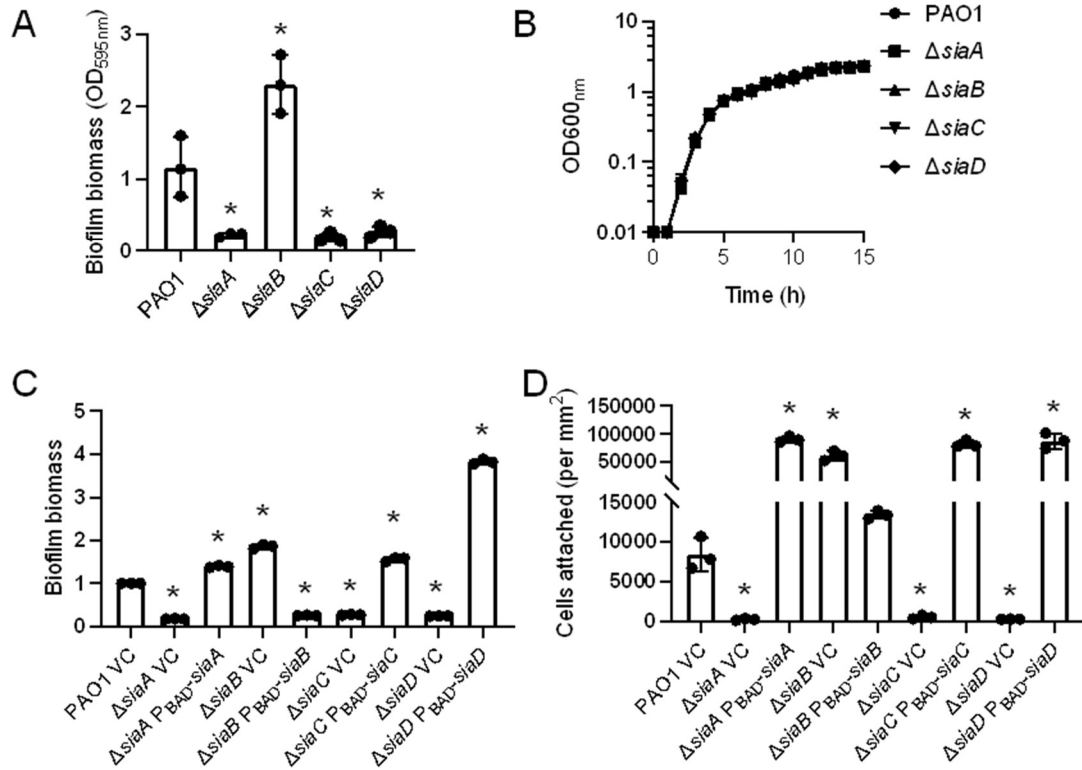 A
Biofilm biomass (OD595nm)
3
2
1
0
*
*
*
*
PAO1
ΔsiaA
ΔsiaB
ΔsiaC
ΔsiaD
B
OD600nm
10
1
0.1
0.01
0
5
10
15
Time (h)
PAO1
ΔsiaA
ΔsiaB
ΔsiaC
ΔsiaD
C
Biofilm biomass
5
4
3
2
1
0
*
*
*
*
*
*
*
*
PAO1 VC
ΔsiaA VC
ΔsiaA PBAD-siaA
ΔsiaB VC
ΔsiaB PBAD-siaB
ΔsiaC VC
ΔsiaC PBAD-siaC
ΔsiaD VC
ΔsiaD PBAD-siaD
D
Cells attached (per mm2)
150000
100000
50000
15000
10000
5000
0
*
*
*
*
*
*
*
PAO1 VC
ΔsiaA VC
ΔsiaA PBAD-siaA
ΔsiaB VC
ΔsiaB PBAD-siaB
ΔsiaC VC
ΔsiaC PBAD-siaC
ΔsiaD VC
ΔsiaD PBAD-siaD